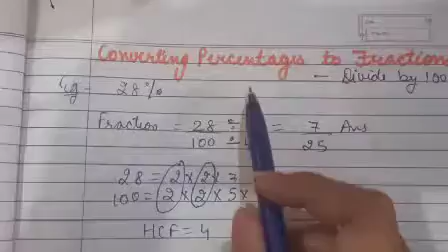 Converting Percentages to Fractions
— Divide by 100
Eg - 28%
Fraction = 28 ÷ / 100 ÷ 4 = 7/25 Ans
28 = 2 × 2 × 7
100 = 2 × 2 × 5 ×
HCF = 4